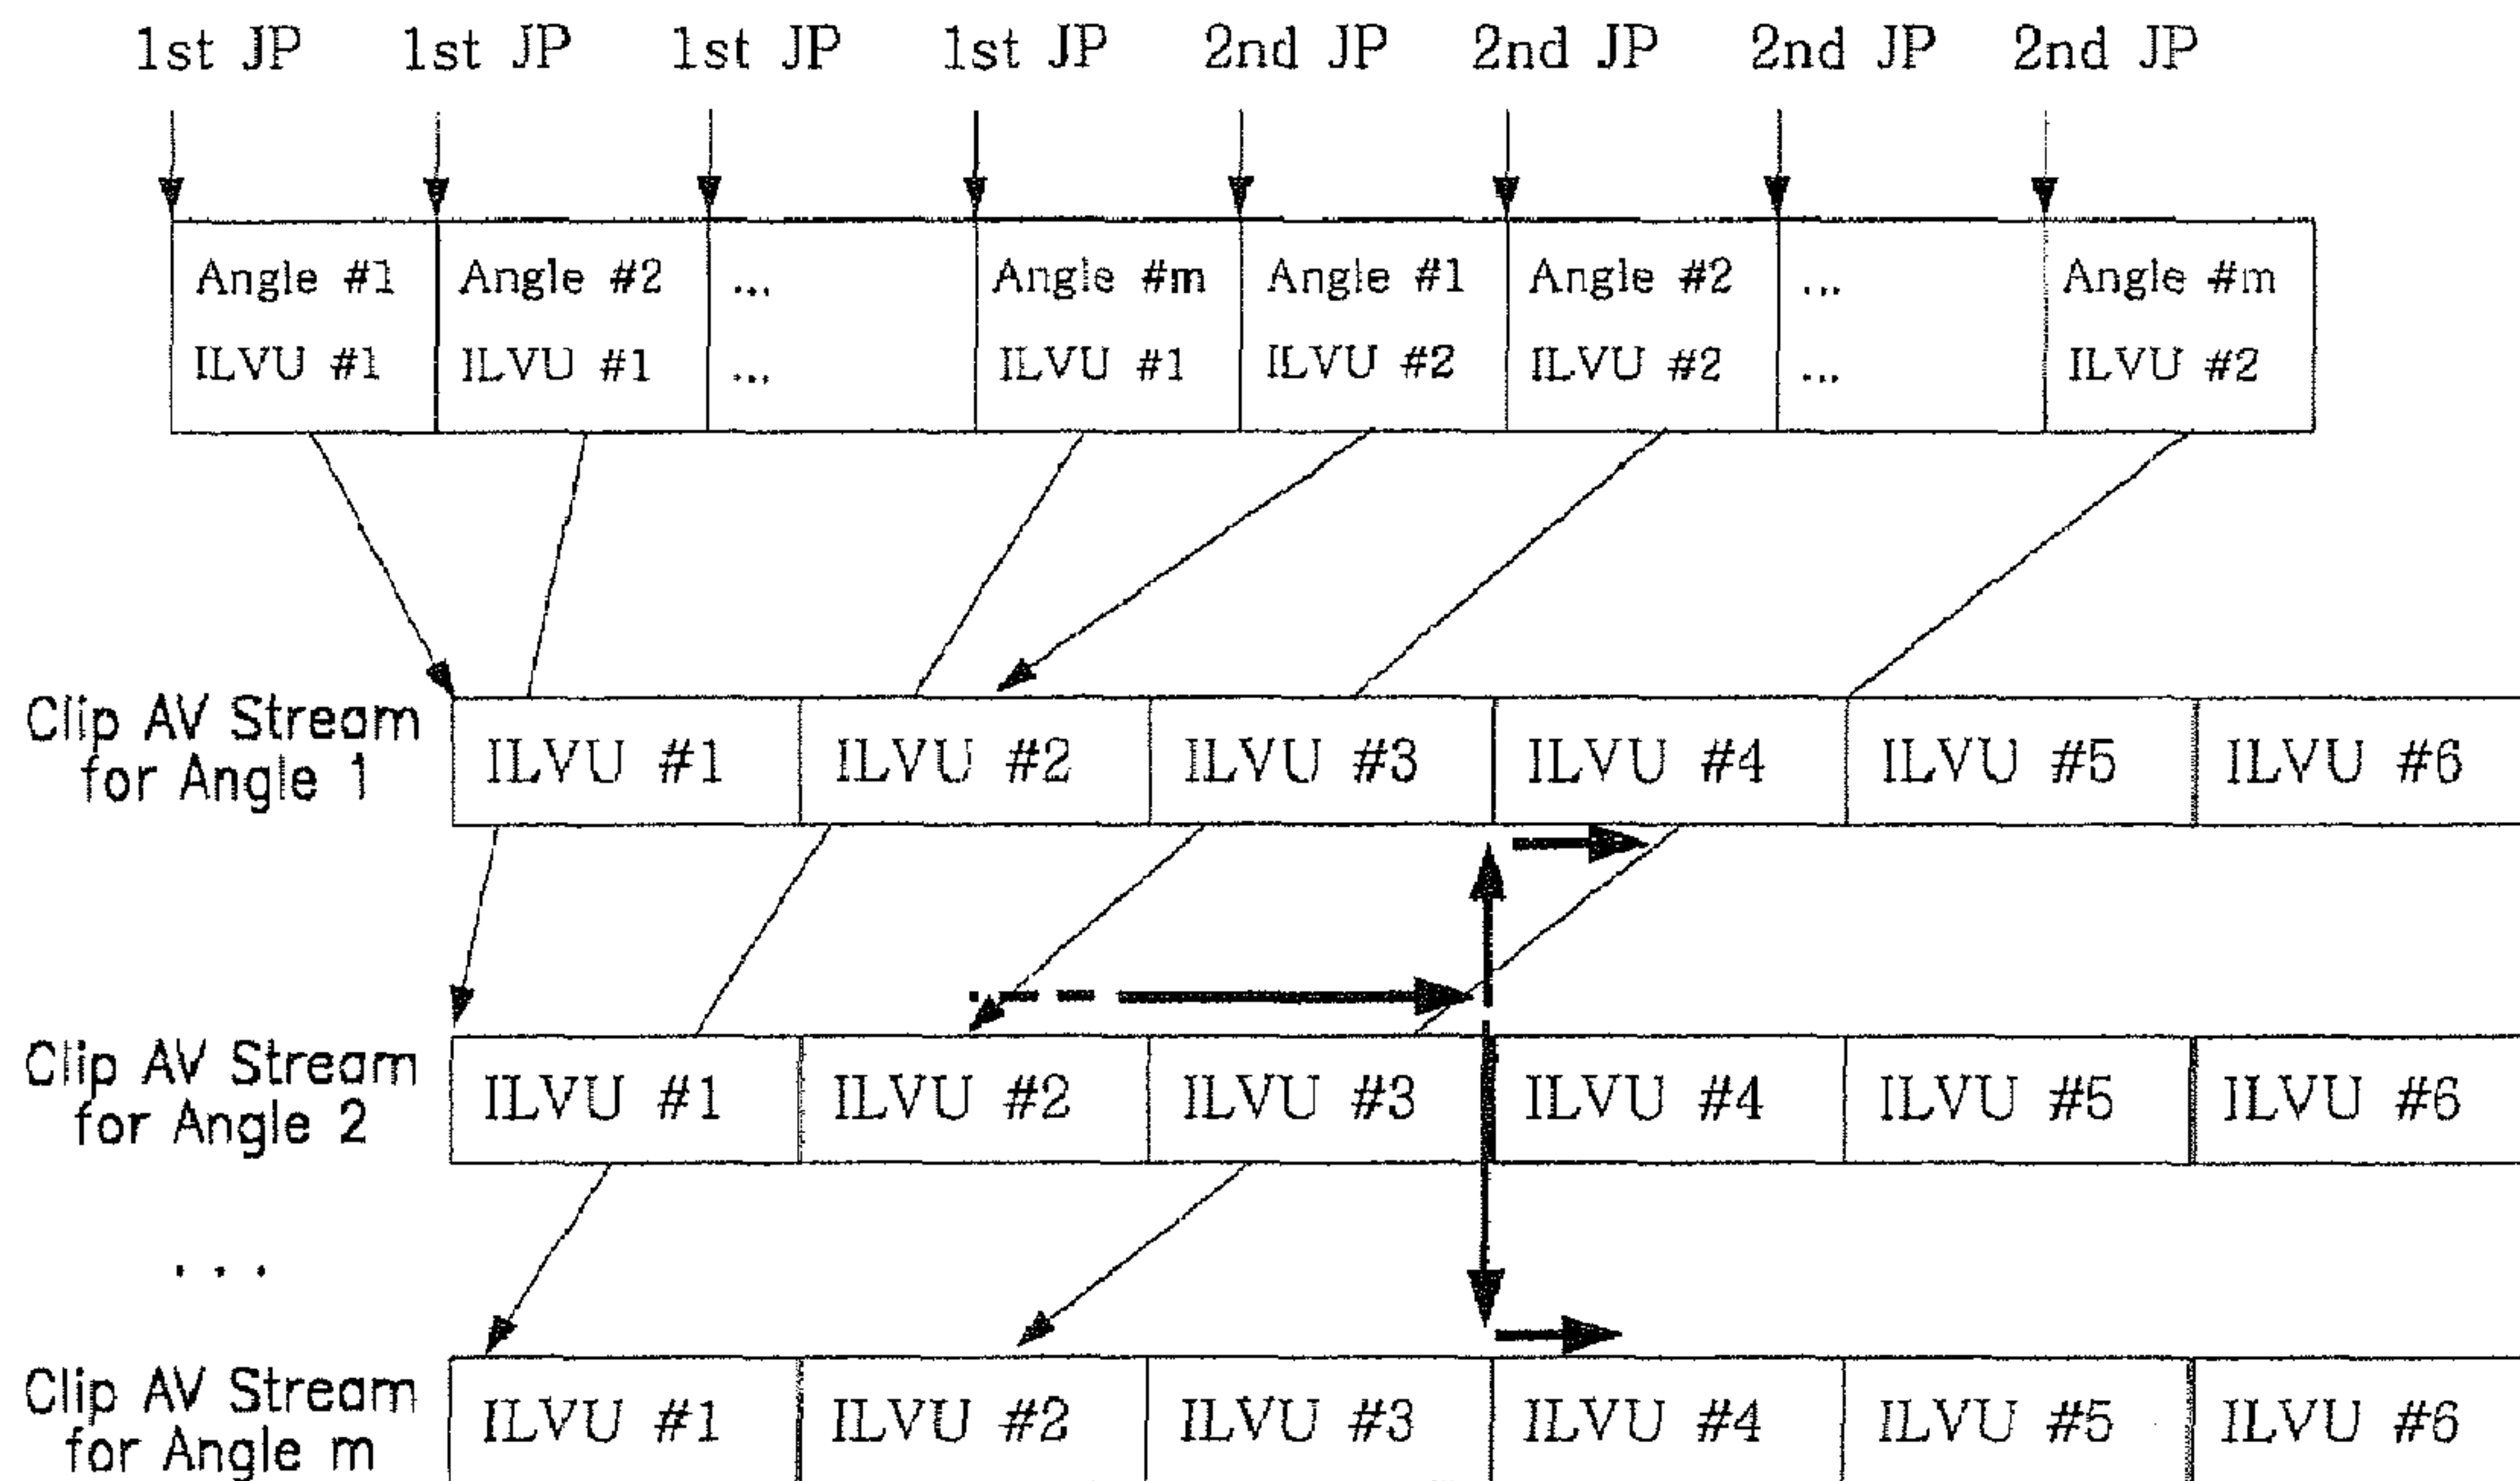 1st JP 1st JP 1st JP 1st JP 2nd JP 2nd JP 2nd JP 2nd JP
Angle #1 Angle #2 ... Angle #m Angle #1 Angle #2 ... Angle #m
ILVU #1 ILVU #1 ... ILVU #1 ILVU #2 ILVU #2 ... ILVU #2
Clip AV Stream
for Angle 1
ILVU #1 ILVU #2 ILVU #3 ILVU #4 ILVU #5 ILVU #6
Clip AV Stream
for Angle 2
ILVU #1 ILVU #2 ILVU #3 ILVU #4 ILVU #5 ILVU #6
...
Clip AV Stream
for Angle m
ILVU #1 ILVU #2 ILVU #3 ILVU #4 ILVU #5 ILVU #6